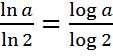 ln a / ln 2 = log a / log 2